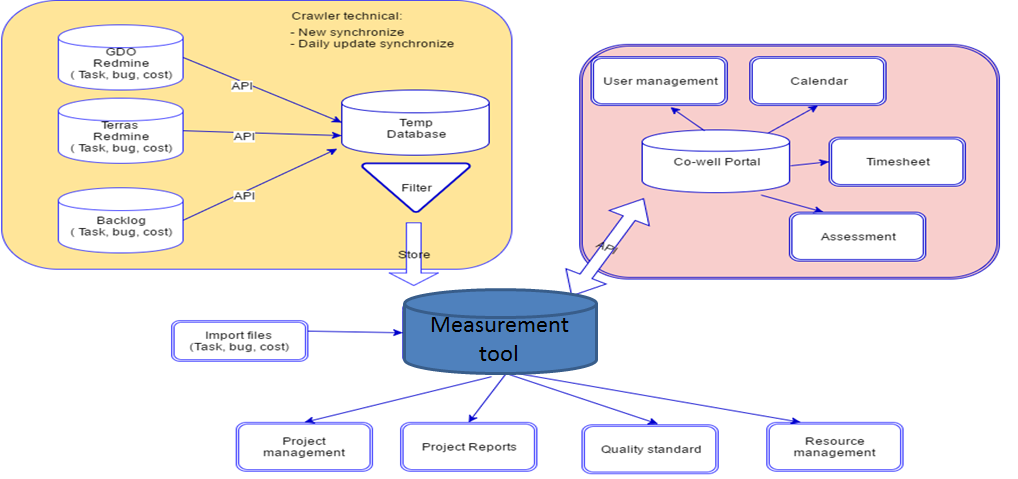 Crawler technical:
- New synchronize
- Daily update synchronize
GDO
Redmine
( Task, bug, cost)
API
Terras
Redmine
( Task, bug, cost)
API
Backlog
( Task, bug, cost)
API
Temp
Database
Filter
Store
User management
Calendar
Co-well Portal
Timesheet
Assessment
API
Measurement
tool
Import files
(Task, bug, cost)
Project
management
Project Reports
Quality standard
Resource
management